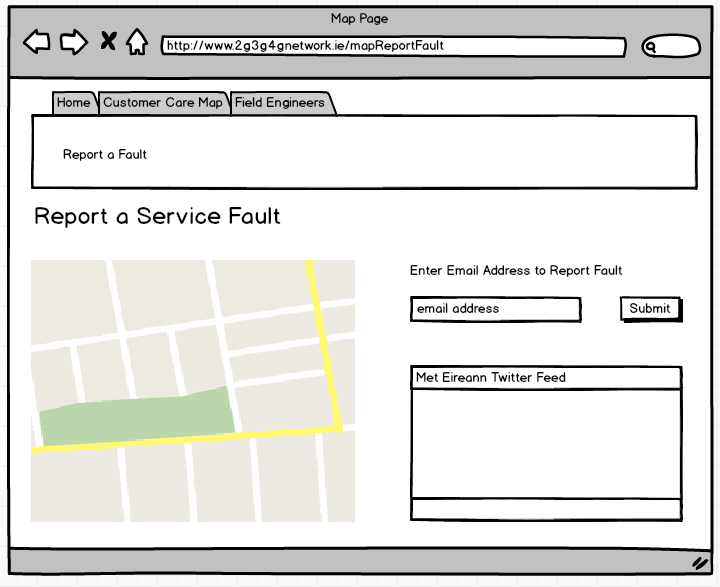 Map Page
http://www.2g3g4gnetwork.ie/mapReportFault
Home Customer Care Map Field Engineers
Report a Fault
Report a Service Fault
Enter Email Address to Report Fault
email address Submit
Met Eireann Twitter Feed